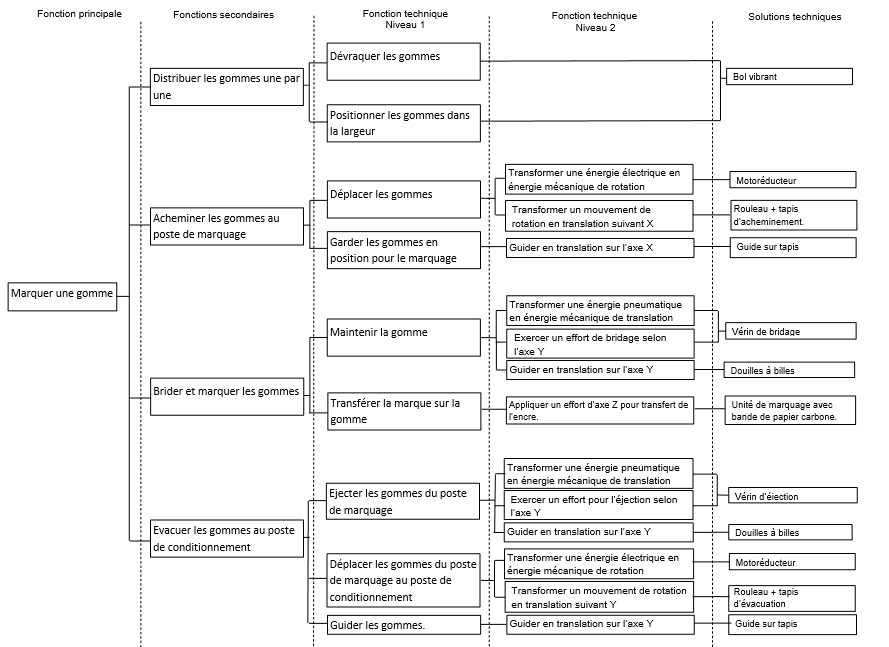 Fonction principale
Fonctions secondaires
Fonction technique
Niveau 1
Fonction technique
Niveau 2
Solutions techniques
Marquer une gomme
Distribuer les gommes une par
une
Dévraquer les gommes
Positionner les gommes dans
la largeur
Bol vibrant
Acheminer les gommes au
poste de marquage
Déplacer les gommes
Transformer une énergie électrique en
énergie mécanique de rotation
Motoréducteur
Transformer un mouvement de
rotation en translation suivant X
Rouleau + tapis
d'acheminement.
Garder les gommes en
position pour le marquage
Guider en translation sur l'axe X
Guide sur tapis
Brider et marquer les gommes
Maintenir la gomme
Transformer une énergie pneumatique
en énergie mécanique de translation
Exercer un effort de bridage selon
l'axe Y
Vérin de bridage
Guider en translation sur l'axe Y
Douilles à billes
Transférer la marque sur la
gomme
Appliquer un effort d'axe Z pour transfert de
l'encre.
Unité de marquage avec
bande de papier carbone.
Evacuer les gommes au poste
de conditionnement
Ejecter les gommes du poste
de marquage
Transformer une énergie pneumatique
en énergie mécanique de translation
Exercer un effort pour l'éjection selon
l'axe Y
Vérin d'éjection
Guider en translation sur l'axe Y
Douilles à billes
Déplacer les gommes du poste
de marquage au poste de
conditionnement
Transformer une énergie électrique en
énergie mécanique de rotation
Motoréducteur
Transformer un mouvement de rotation
en translation suivant Y
Rouleau + tapis
d'évacuation
Guider les gommes.
Guider en translation sur l'axe Y
Guide sur tapis